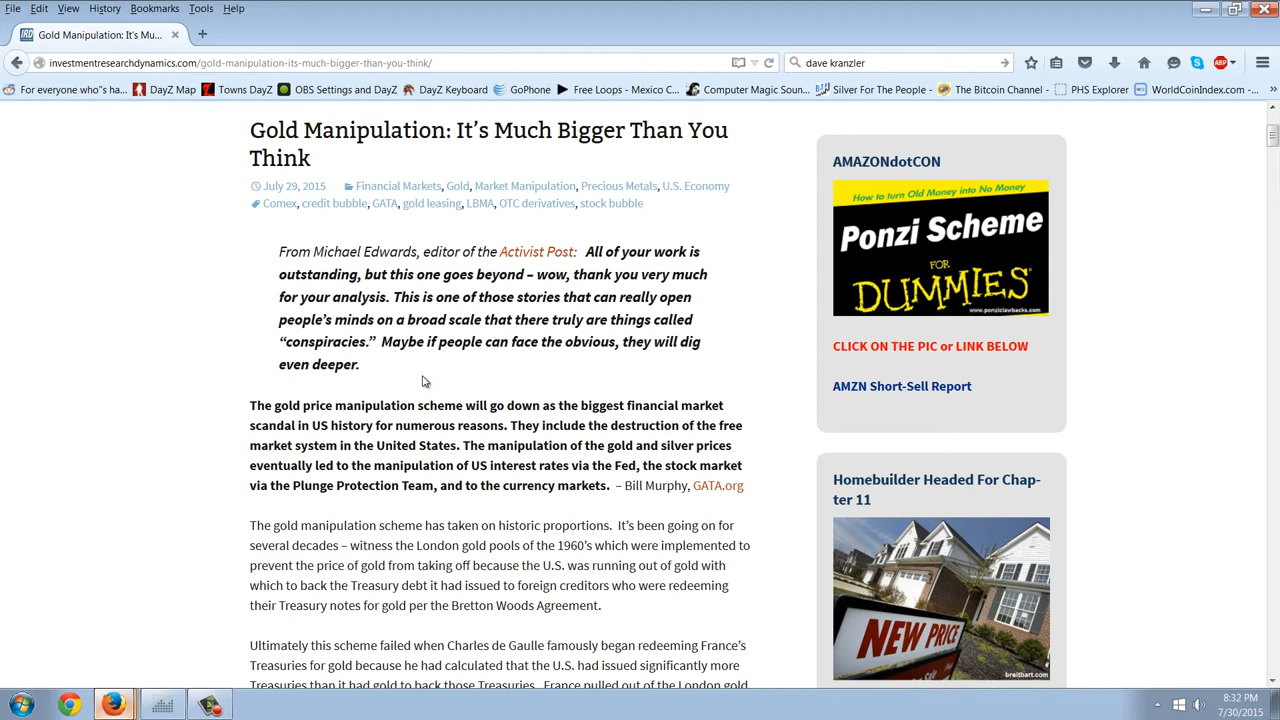 File Edit View History Bookmarks Tools Help
IRD Gold Manipulation: It's Mu...
investmentresearchdynamics.com/gold-manipulation-its-much-bigger-than-you-think/
dave kranzler
ABP
For everyone who"s ha... DayZ Map Towns DayZ OBS Settings and DayZ DayZ Keyboard GoPhone Free Loops - Mexico C... Computer Magic Soun... Silver For The People - The Bitcoin Channel - PHS Explorer WorldCoinIndex.com -...
Gold Manipulation: It's Much Bigger Than You
Think
July 29, 2015 Financial Markets, Gold, Market Manipulation, Precious Metals, U.S. Economy
Comex, credit bubble, GATA, gold leasing, LBMA, OTC derivatives, stock bubble
From Michael Edwards, editor of the Activist Post: All of your work is
outstanding, but this one goes beyond – wow, thank you very much
for your analysis. This is one of those stories that can really open
people's minds on a broad scale that there truly are things called
"conspiracies." Maybe if people can face the obvious, they will dig
even deeper.
The gold price manipulation scheme will go down as the biggest financial market
scandal in US history for numerous reasons. They include the destruction of the free
market system in the United States. The manipulation of the gold and silver prices
eventually led to the manipulation of US interest rates via the Fed, the stock market
via the Plunge Protection Team, and to the currency markets. – Bill Murphy, GATA.org
The gold manipulation scheme has taken on historic proportions. It's been going on for
several decades – witness the London gold pools of the 1960's which were implemented to
prevent the price of gold from taking off because the U.S. was running out of gold with
which to back the Treasury debt it had issued to foreign creditors who were redeeming
their Treasury notes for gold per the Bretton Woods Agreement.
Ultimately this scheme failed when Charles de Gaulle famously began redeeming France's
Treasuries for gold because he had calculated that the U.S. had issued significantly more
Treasuries than it had gold to back those Treasuries. France pulled out of the London gold
AMAZONdotCON
How to turn Old Money into No Money
Ponzi Scheme
FOR
DUMMIES
www.ponziclawbacks.com
CLICK ON THE PIC or LINK BELOW
AMZN Short-Sell Report
Homebuilder Headed For Chap-
ter 11
NEW PRICE
breitbart.com
8:32 PM
7/30/2015